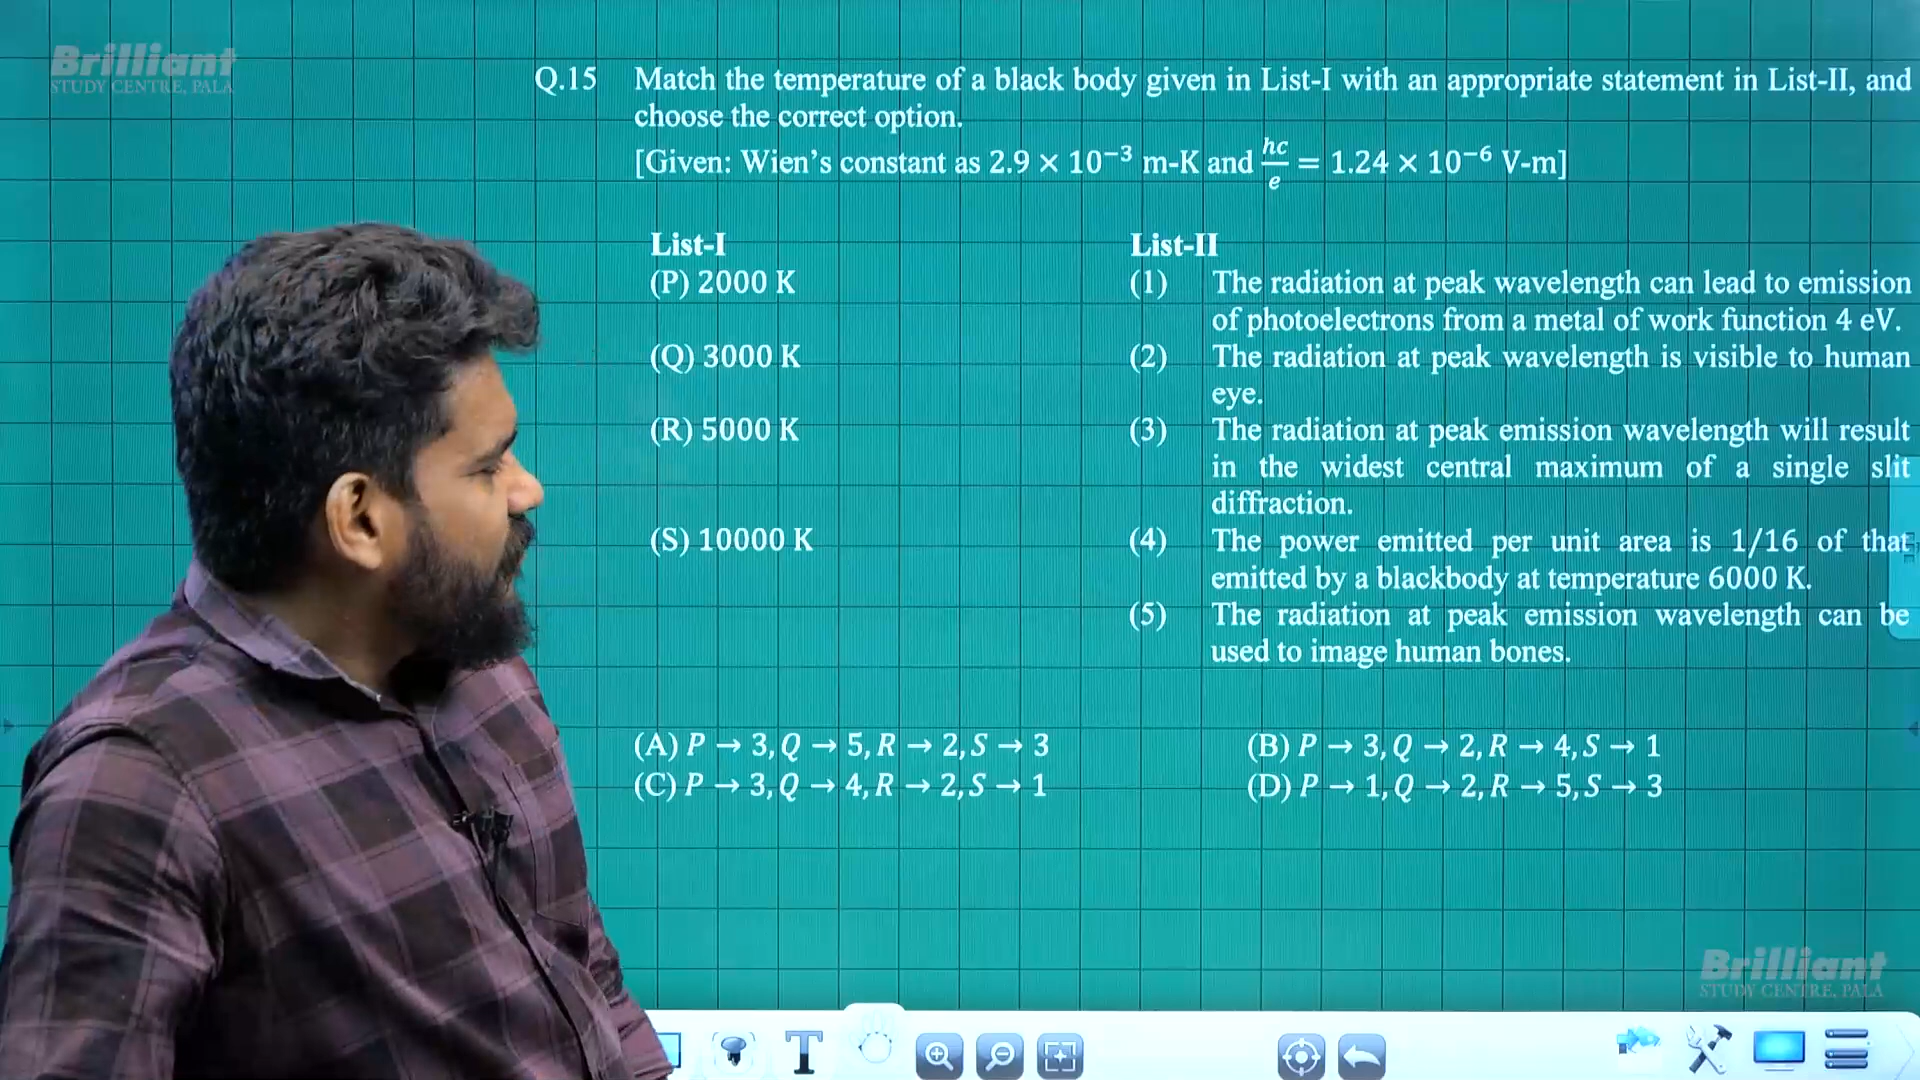 Brilliant
STUDY CENTRE, PALA
Q.15 Match the temperature of a black body given in List-I with an appropriate statement in List-II, and
choose the correct option.
[Given: Wien's constant as 2.9 × 10⁻³ m-K and hc/e = 1.24 × 10⁻⁶ V-m]
List-I
(P) 2000 K
(Q) 3000 K
(R) 5000 K
(S) 10000 K
List-II
(1) The radiation at peak wavelength can lead to emission
of photoelectrons from a metal of work function 4 eV.
(2) The radiation at peak wavelength is visible to human
eye.
(3) The radiation at peak emission wavelength will result
in the widest central maximum of a single slit
diffraction.
(4) The power emitted per unit area is 1/16 of that
emitted by a blackbody at temperature 6000 K.
(5) The radiation at peak emission wavelength can be
used to image human bones.
(A) P → 3, Q → 5, R → 2, S → 3
(B) P → 3, Q → 2, R → 4, S → 1
(C) P → 3, Q → 4, R → 2, S → 1
(D) P → 1, Q → 2, R → 5, S → 3
Brilliant
STUDY CENTRE, PALA
T